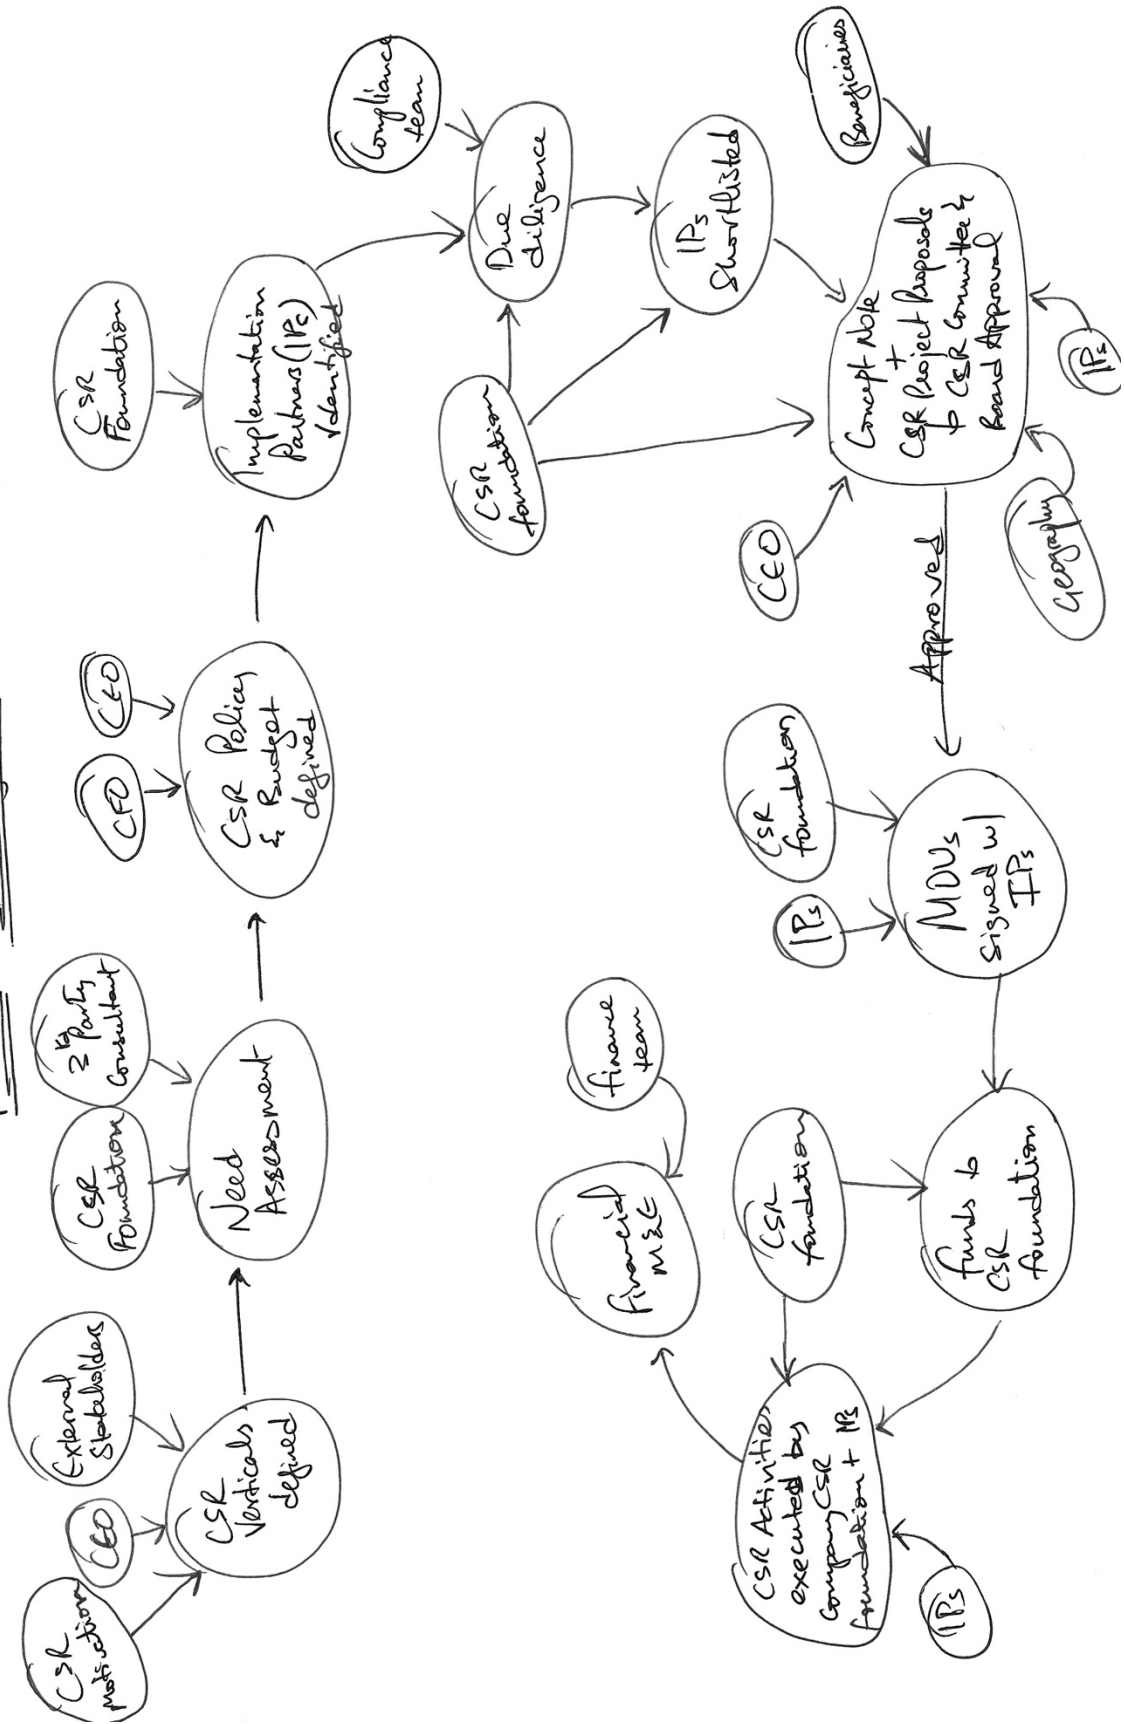 CSR
Motivation
CEO
External
Stakeholders
CSR
Verticals
defined
CSR
Foundation
3rd Party
Consultant
Need
Assessment
CFO
CEO
CSR Policy
& Budget
defined
CSR
Foundation
Implementation
Partners (IPs)
Identified
Compliance
team
Due
diligence
CSR
foundation
IPs
Shortlisted
Beneficiaries
CEO
Concept Note
+
CSR Project Proposals
to CSR Committee &
Board Approval
IPs
Geography
Approved
CSR
foundation
IPs
MOUs
signed w/
IPs
CSR
foundation
funds to
CSR
foundation
finance
team
financial
M&E
CSR Activities
executed by
Company CSR
foundation + IPs
IPs